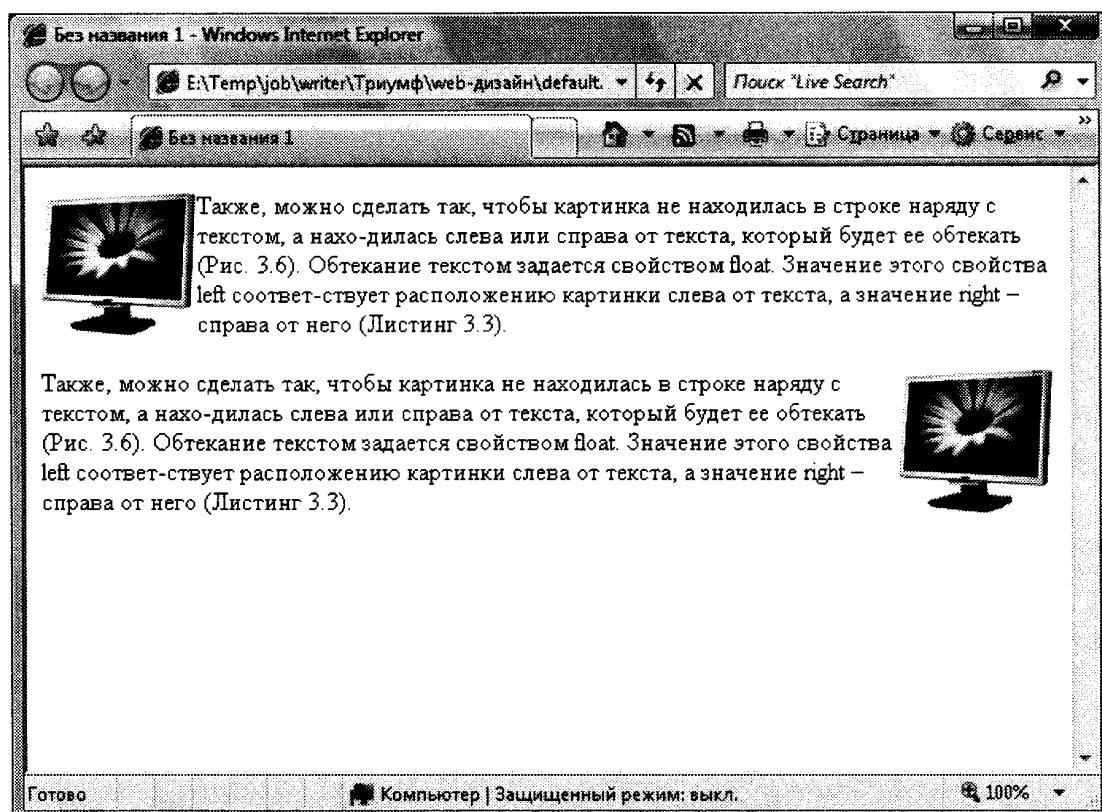 Без названия 1 - Windows Internet Explorer
E:\Temp\job\writer\Триумф\web-дизайн\default.
Поиск "Live Search"
Без названия 1
Страница
Сервис
Также, можно сделать так, чтобы картинка не находилась в строке наряду с
текстом, а нахо-дилась слева или справа от текста, который будет ее обтекать
(Рис. 3.6). Обтекание текстом задается свойством float. Значение этого свойства
left соответ-ствует расположению картинки слева от текста, а значение right –
справа от него (Листинг 3.3).
Также, можно сделать так, чтобы картинка не находилась в строке наряду с
текстом, а нахо-дилась слева или справа от текста, который будет ее обтекать
(Рис. 3.6). Обтекание текстом задается свойством float. Значение этого свойства
left соответ-ствует расположению картинки слева от текста, а значение right –
справа от него (Листинг 3.3).
Готово
Компьютер | Защищенный режим: выкл.
100%